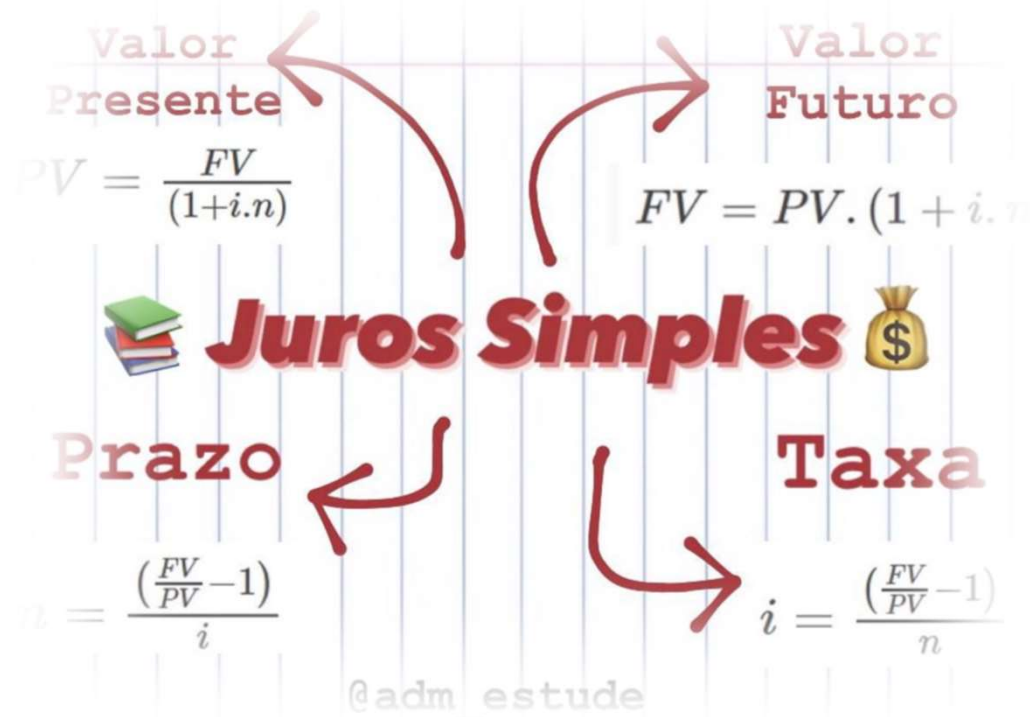 Valor
Presente
PV = FV/(1+i.n)
Valor
Futuro
FV = PV.(1 + i.n
Juros Simples
Prazo
n = (FV/PV −1)/i
Taxa
i = (FV/PV −1)/n
@adm estude